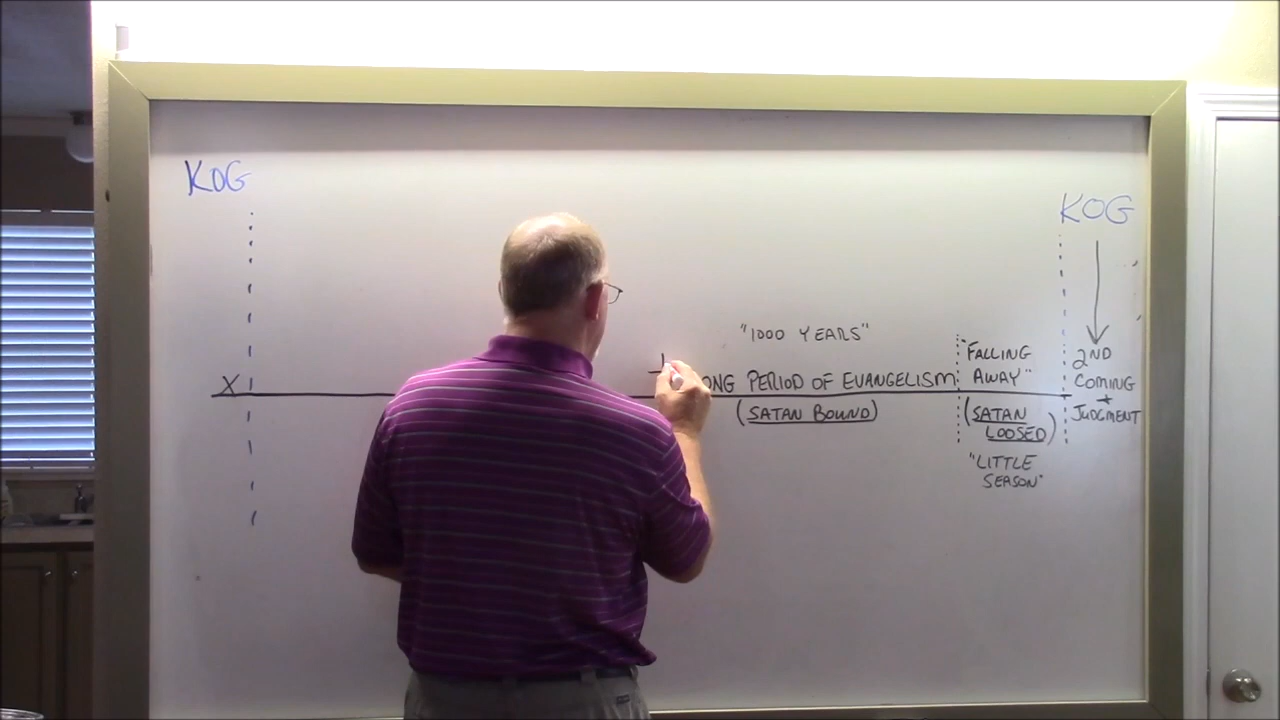 KOG
KOG
"1000 YEARS"
"FALLING
AWAY"
2ND
COMING
+
JUDGMENT
X
ONG PERIOD OF EVANGELISM
(SATAN BOUND)
(SATAN
LOOSED)
"LITTLE
SEASON"